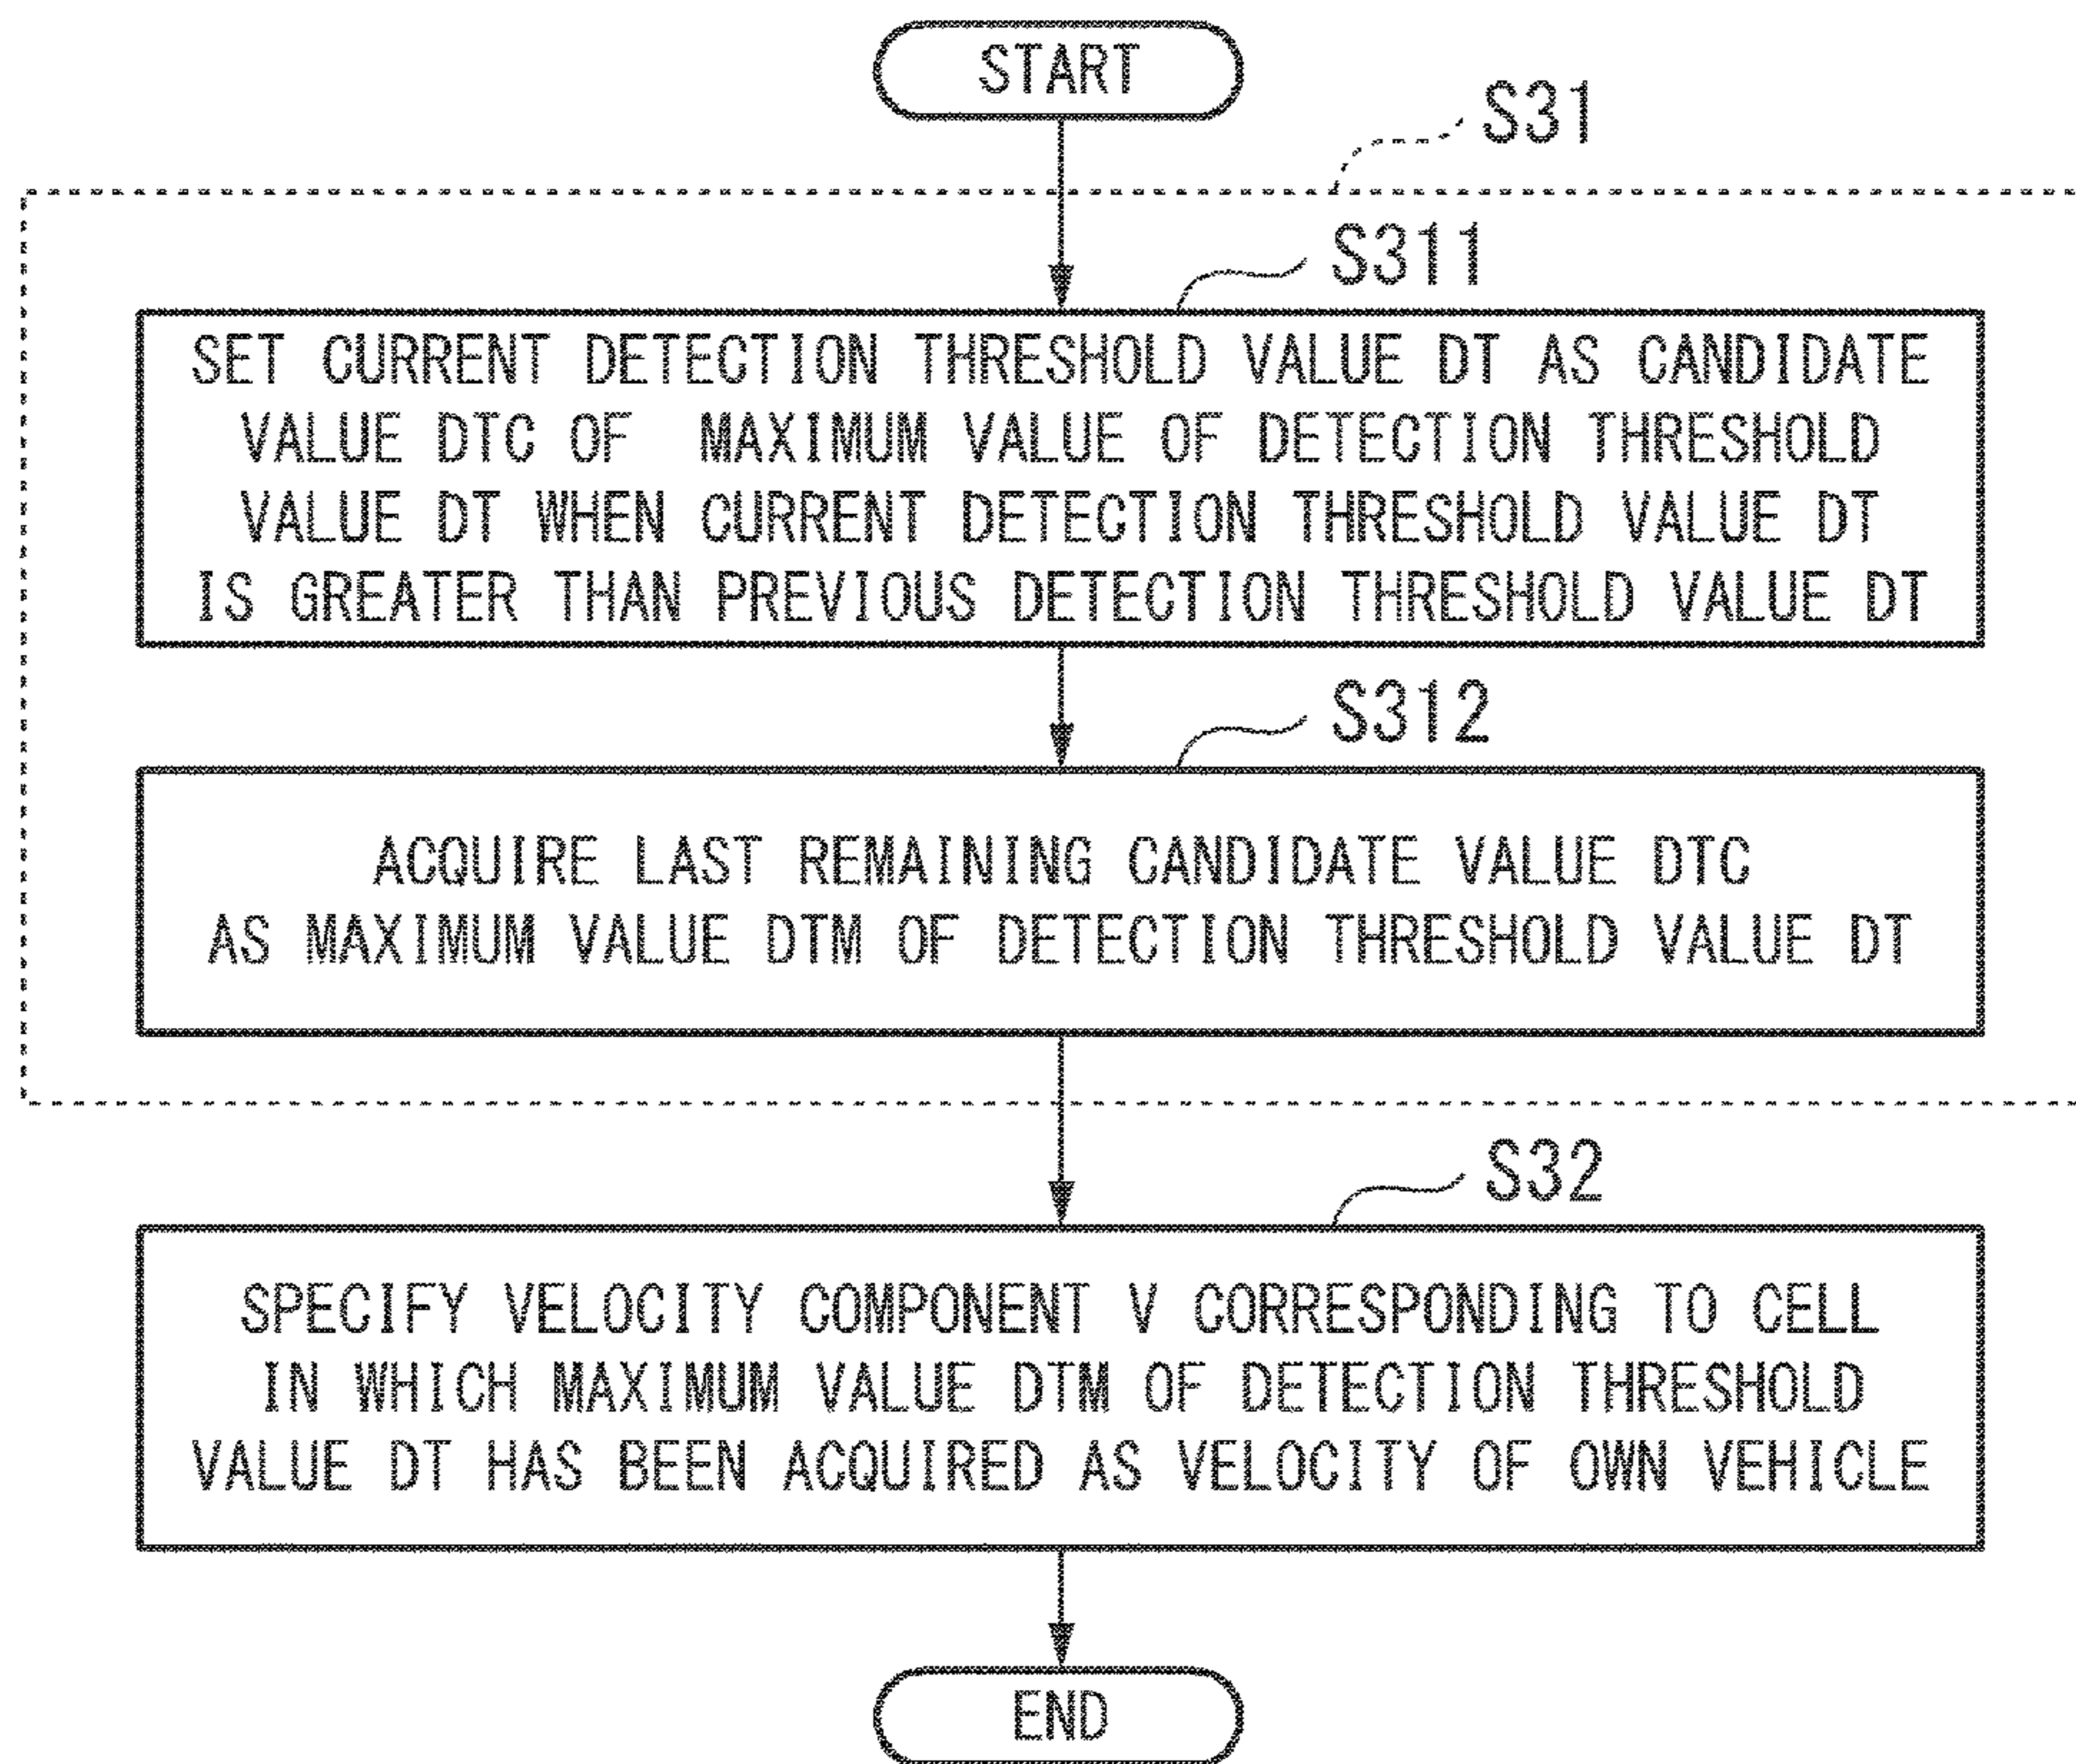 START
S31
S311
SET CURRENT DETECTION THRESHOLD VALUE DT AS CANDIDATE
VALUE DTC OF MAXIMUM VALUE OF DETECTION THRESHOLD
VALUE DT WHEN CURRENT DETECTION THRESHOLD VALUE DT
IS GREATER THAN PREVIOUS DETECTION THRESHOLD VALUE DT
S312
ACQUIRE LAST REMAINING CANDIDATE VALUE DTC
AS MAXIMUM VALUE DTM OF DETECTION THRESHOLD VALUE DT
S32
SPECIFY VELOCITY COMPONENT V CORRESPONDING TO CELL
IN WHICH MAXIMUM VALUE DTM OF DETECTION THRESHOLD
VALUE DT HAS BEEN ACQUIRED AS VELOCITY OF OWN VEHICLE
END